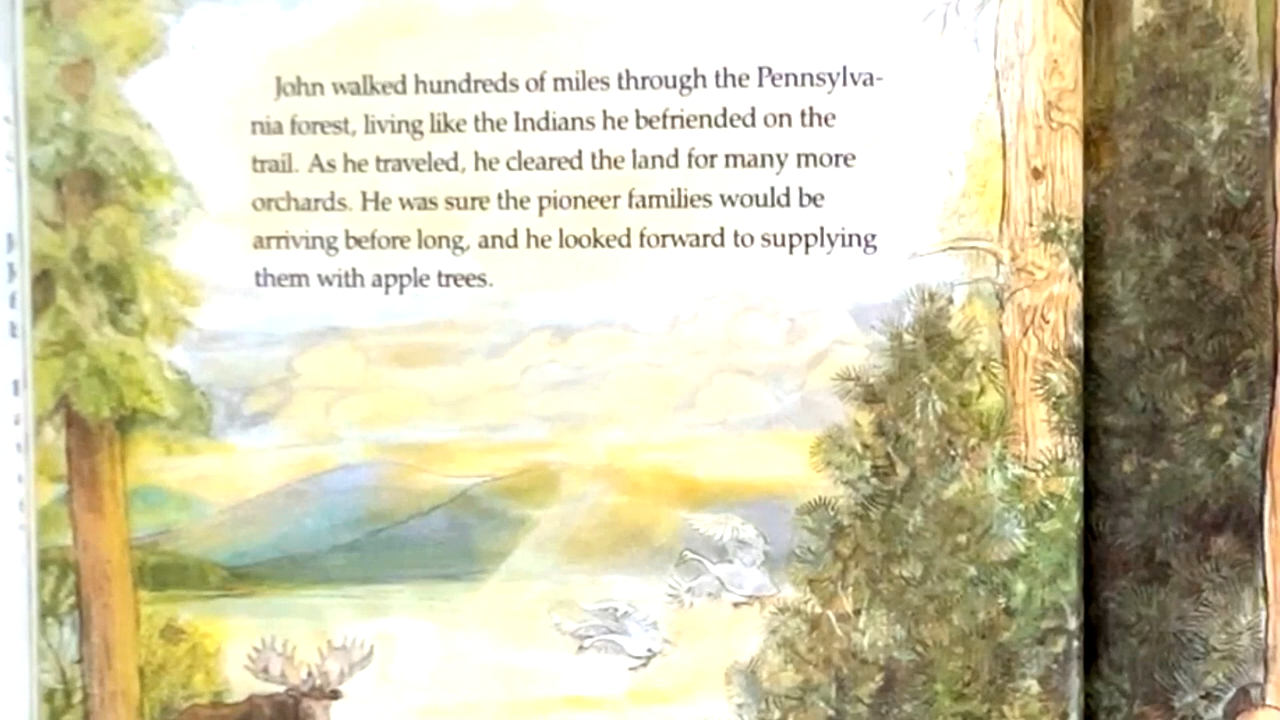 John walked hundreds of miles through the Pennsylva-
nia forest, living like the Indians he befriended on the
trail. As he traveled, he cleared the land for many more
orchards. He was sure the pioneer families would be
arriving before long, and he looked forward to supplying
them with apple trees.